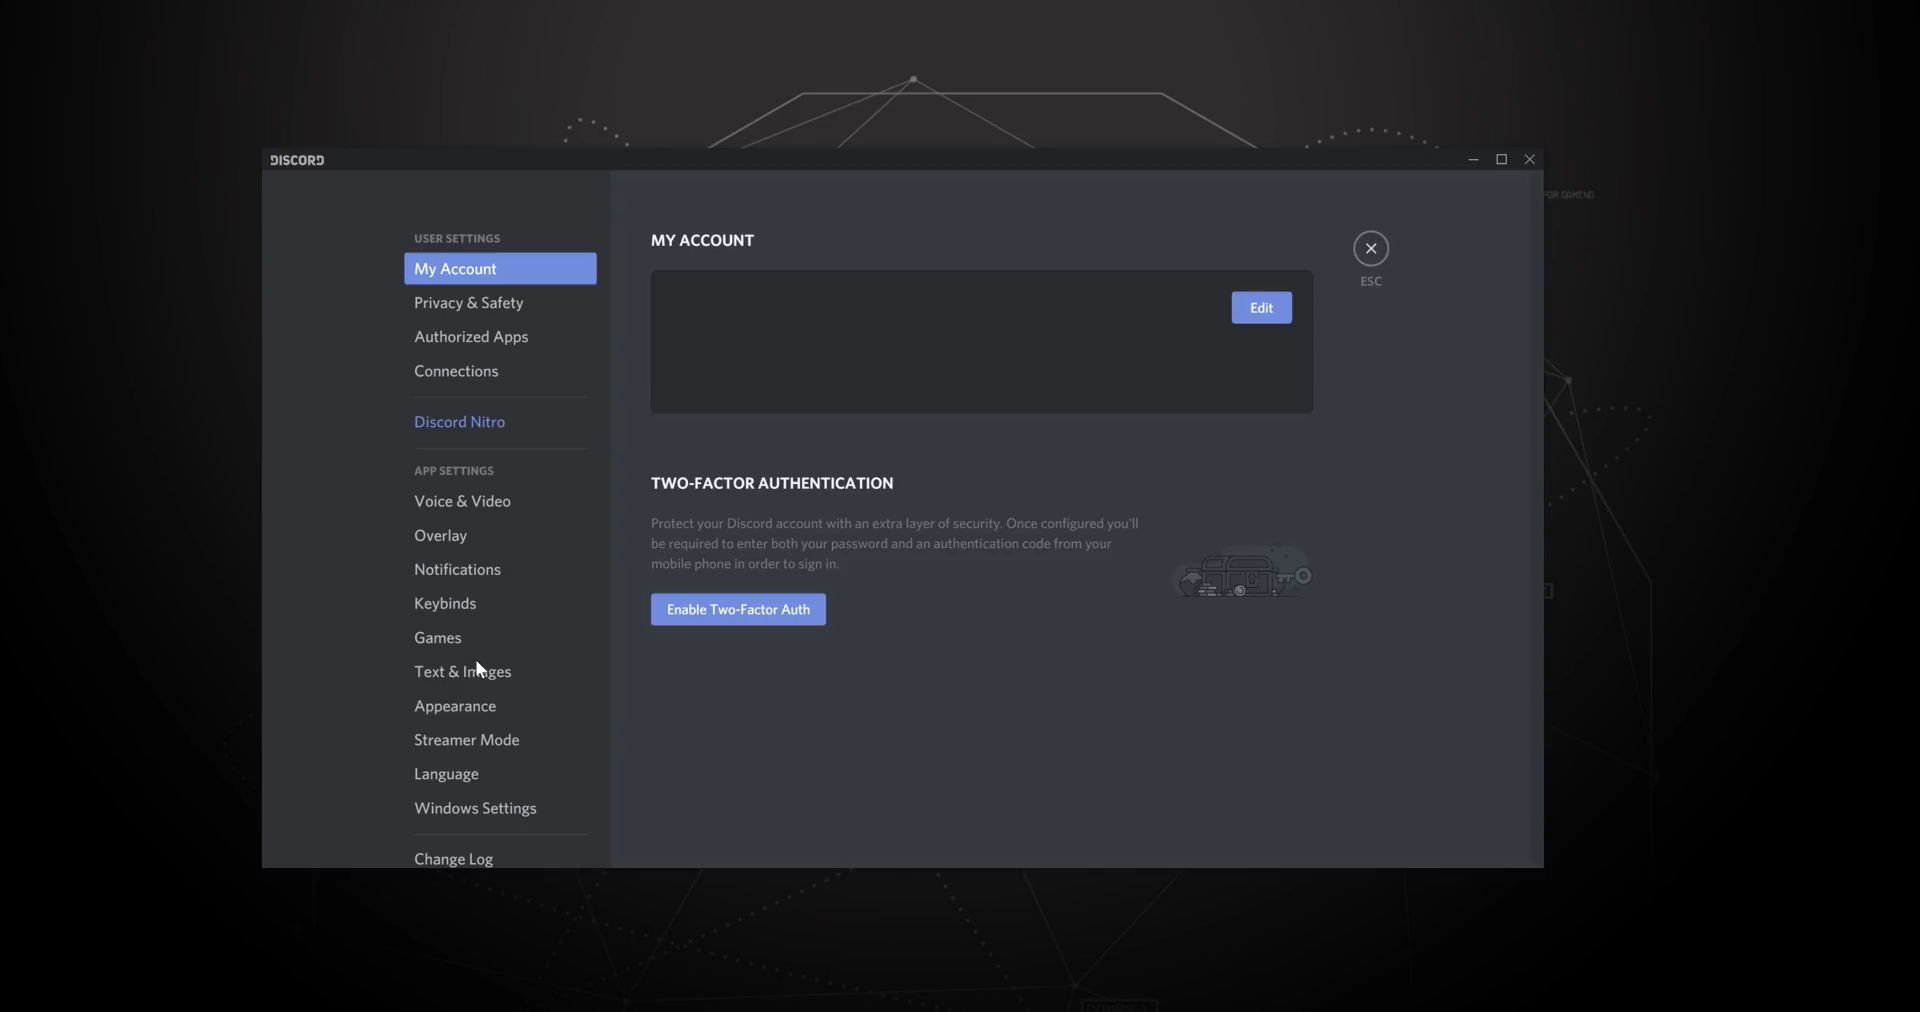 DISCORD
FOR GAMING
USER SETTINGS
My Account
Privacy & Safety
Authorized Apps
Connections
Discord Nitro
APP SETTINGS
Voice & Video
Overlay
Notifications
Keybinds
Games
Text & Images
Appearance
Streamer Mode
Language
Windows Settings
Change Log
MY ACCOUNT
Edit
ESC
TWO-FACTOR AUTHENTICATION
Protect your Discord account with an extra layer of security. Once configured you'll
be required to enter both your password and an authentication code from your
mobile phone in order to sign in.
Enable Two-Factor Auth